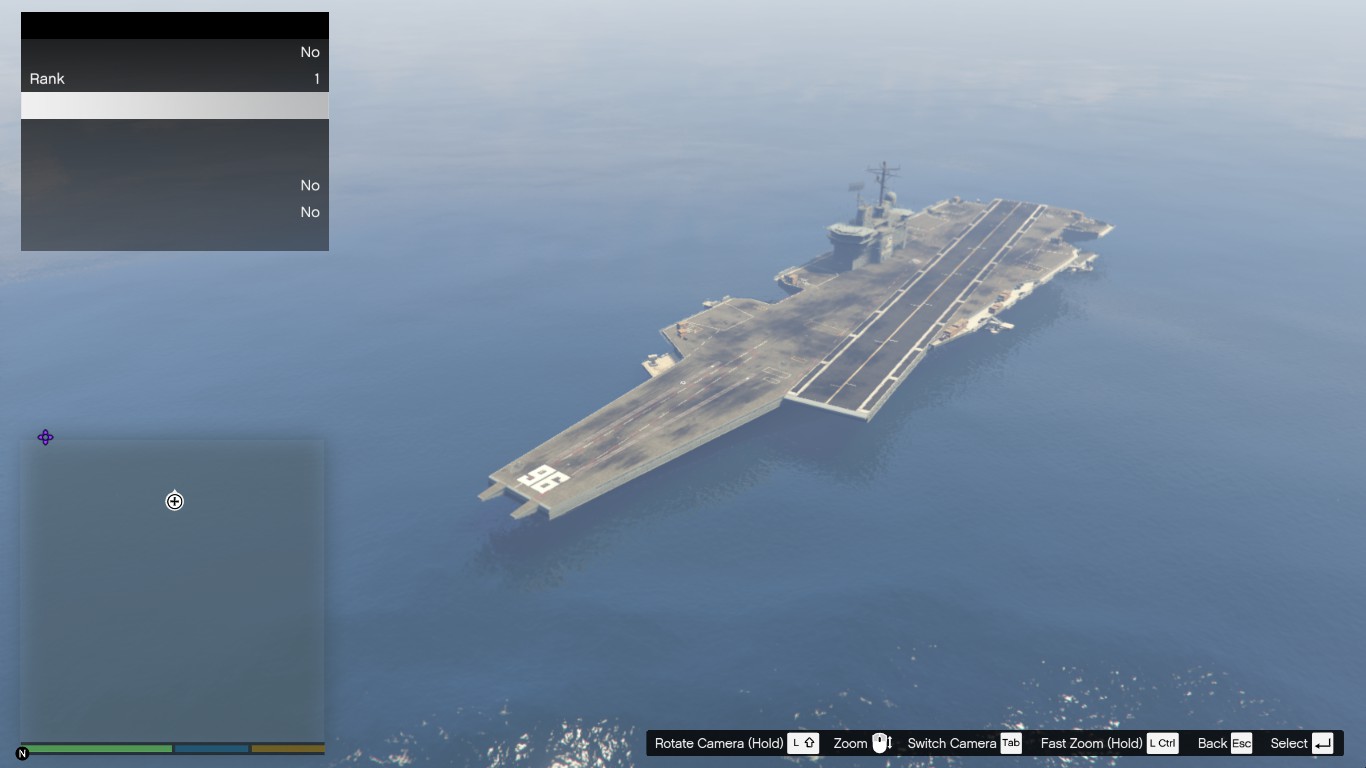 No
Rank 1
No
No
96
N
Rotate Camera (Hold) L ⇧ Zoom Switch Camera Tab Fast Zoom (Hold) L Ctrl Back Esc Select